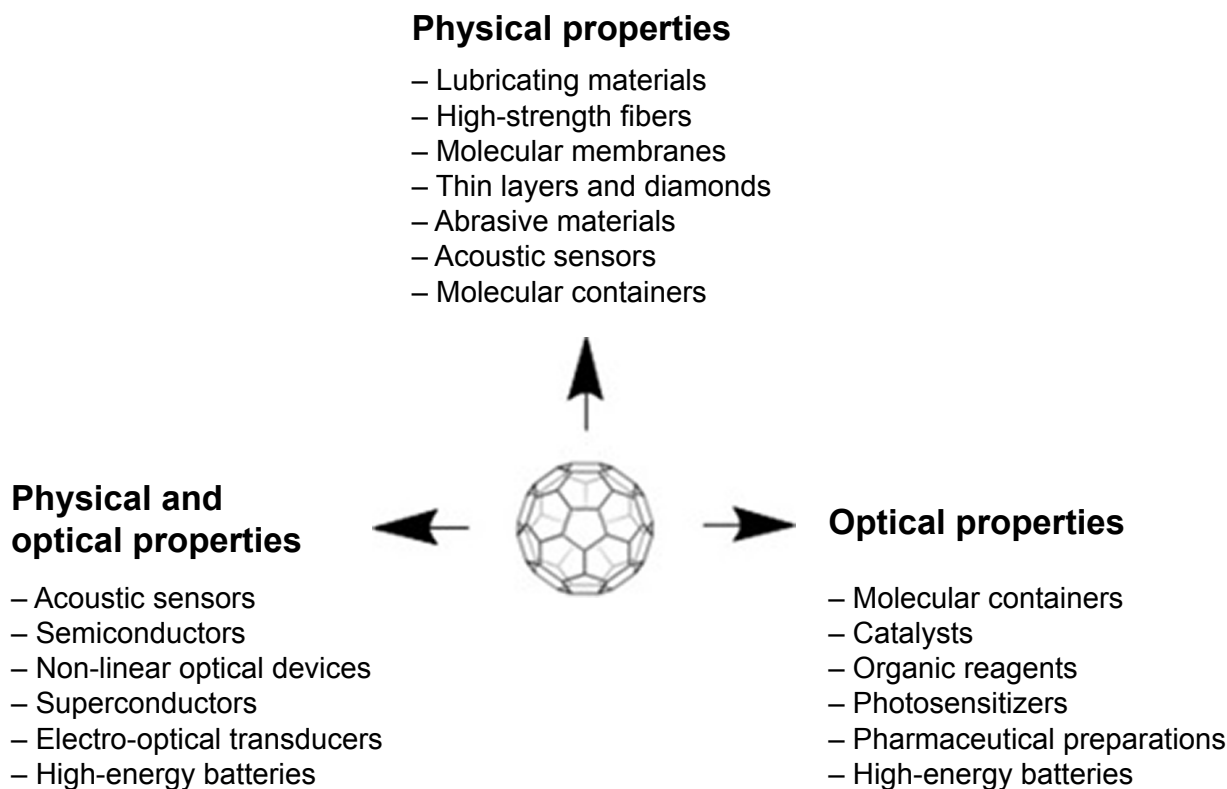 Physical properties
– Lubricating materials
– High-strength fibers
– Molecular membranes
– Thin layers and diamonds
– Abrasive materials
– Acoustic sensors
– Molecular containers
Physical and
optical properties
– Acoustic sensors
– Semiconductors
– Non-linear optical devices
– Superconductors
– Electro-optical transducers
– High-energy batteries
Optical properties
– Molecular containers
– Catalysts
– Organic reagents
– Photosensitizers
– Pharmaceutical preparations
– High-energy batteries